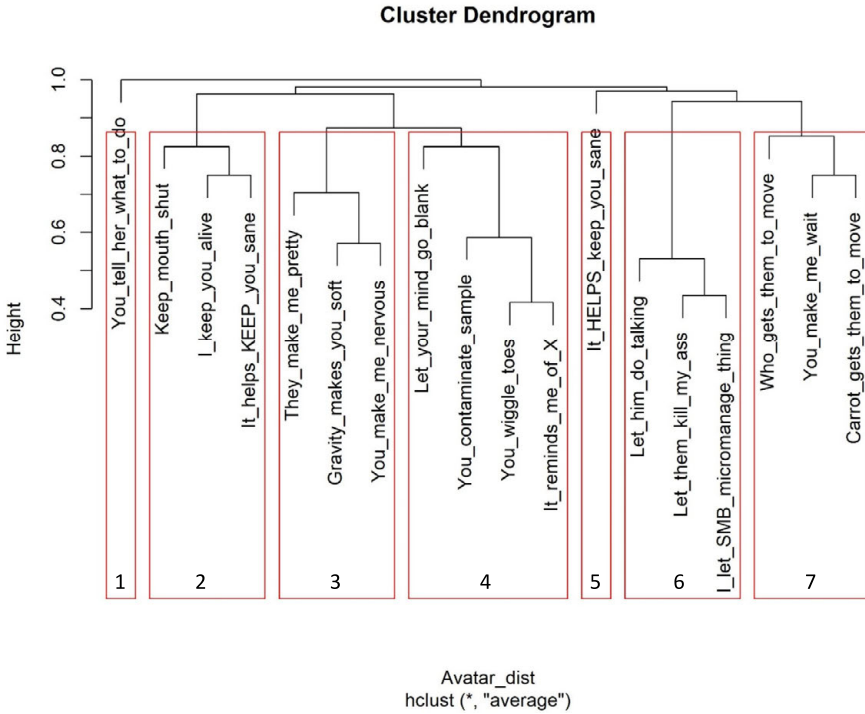 Cluster Dendrogram
Height
1.0
0.8
0.6
0.4
You_tell_her_what_to_do
Keep_mouth_shut
I_keep_you_alive
It_helps_KEEP_you_sane
They_make_me_pretty
Gravity_makes_you_soft
You_make_me_nervous
Let_your_mind_go_blank
You_contaminate_sample
You_wiggle_toes
It_reminds_me_of_X
It_HELPS_keep_you_sane
Let_him_do_talking
Let_them_kill_my_ass
I_let_SMB_micromanage_thing
Who_gets_them_to_move
You_make_me_wait
Carrot_gets_them_to_move
1
2
3
4
5
6
7
Avatar_dist
hclust (*, "average")